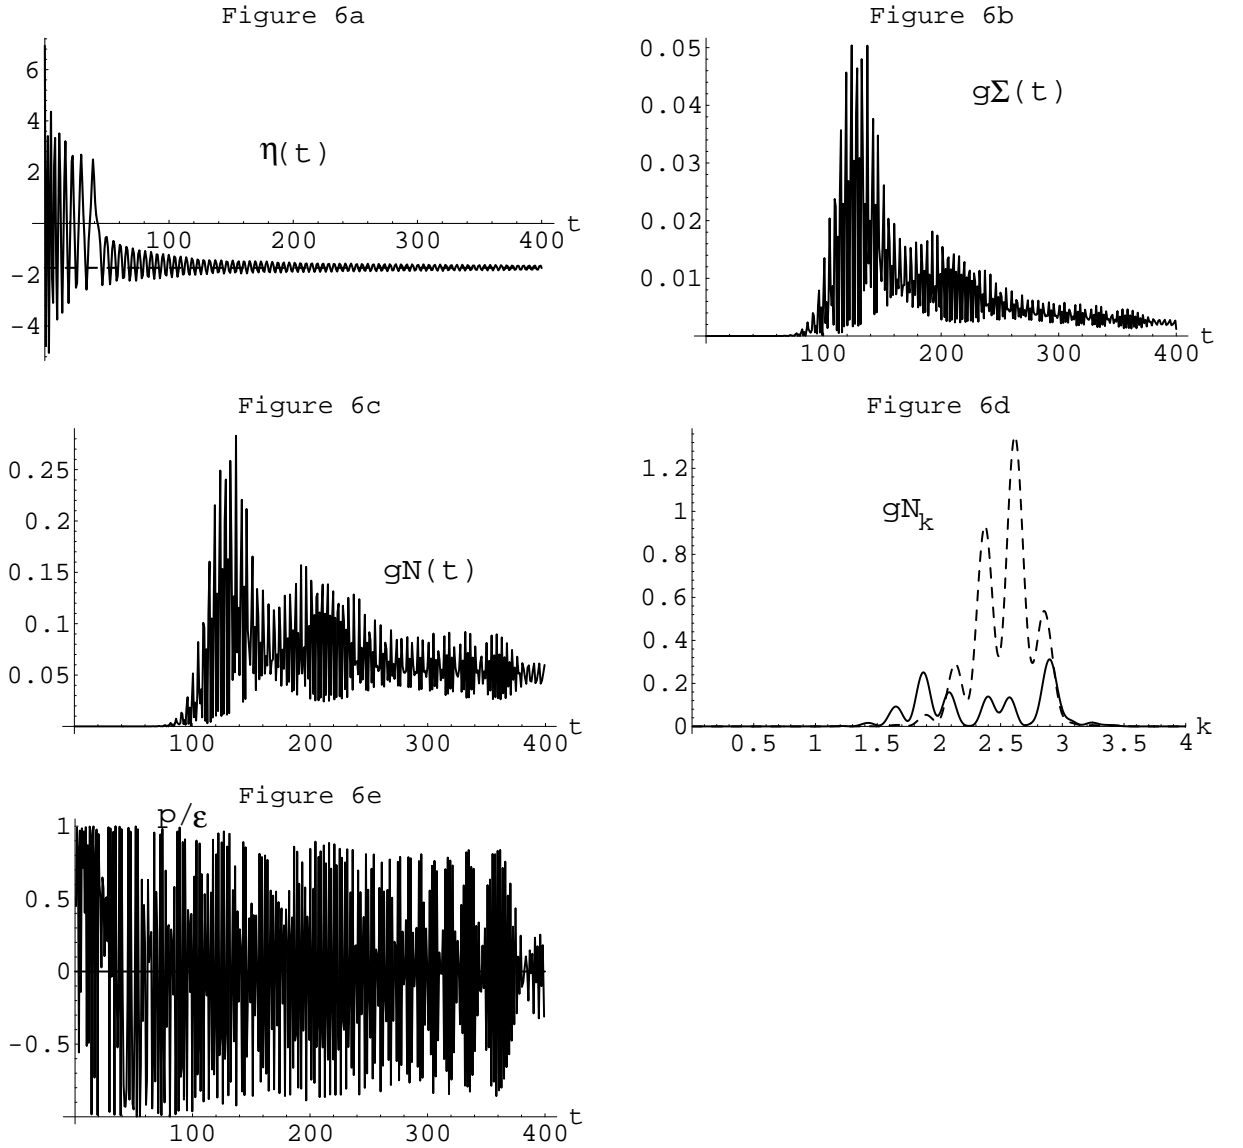 Figure 6a
6
4
2
-2
-4
η(t)
100 200 300 400 t
Figure 6b
0.05
0.04
0.03
0.02
0.01
gΣ(t)
100 200 300 400 t
Figure 6c
0.25
0.2
0.15
0.1
0.05
gN(t)
100 200 300 400 t
Figure 6d
1.2
1
0.8
0.6
0.4
0.2
0
gNk
0.5 1 1.5 2 2.5 3 3.5 4 k
Figure 6e
p/ε
1
0.5
0
-0.5
100 200 300 400 t